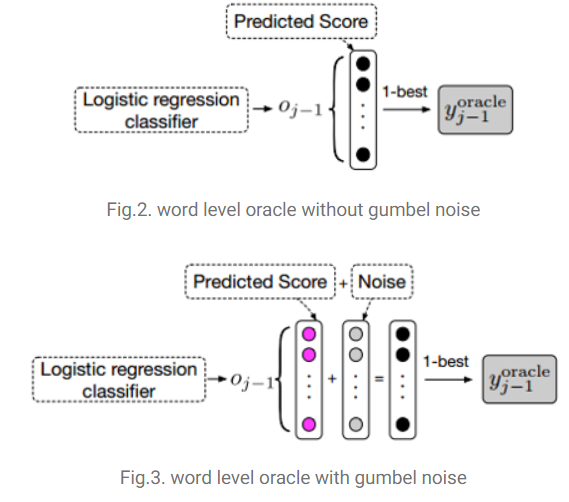 Predicted Score
Logistic regression
classifier
o_{j-1}
1-best
y_{j-1}^{oracle}
Fig.2. word level oracle without gumbel noise
Predicted Score + Noise
Logistic regression
classifier
o_{j-1}
+
=
1-best
y_{j-1}^{oracle}
Fig.3. word level oracle with gumbel noise